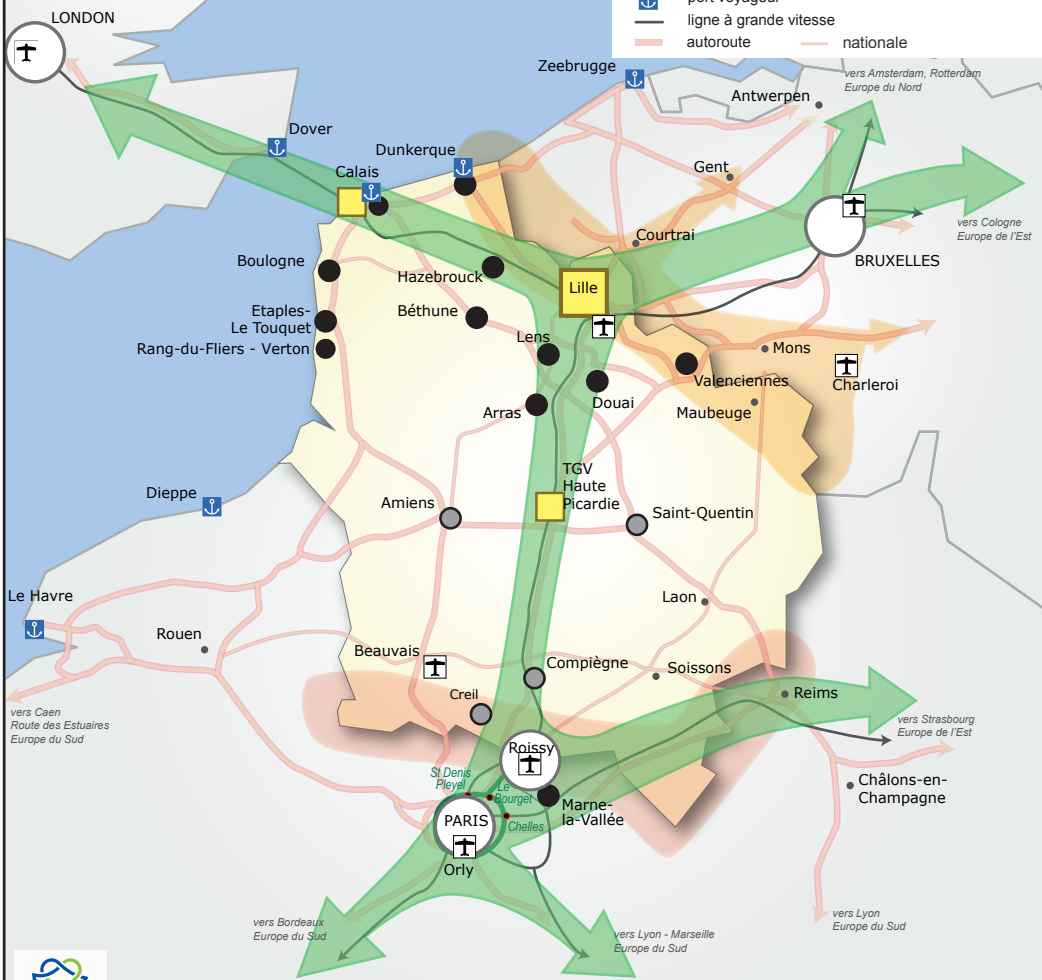 port voyageur
ligne à grande vitesse
autoroute
nationale
LONDON
Zeebrugge
vers Amsterdam, Rotterdam
Europe du Nord
Antwerpen
Dover
Dunkerque
Calais
Gent
Courtrai
vers Cologne
Europe de l'Est
BRUXELLES
Boulogne
Hazebrouck
Lille
Etaples-
Le Touquet
Béthune
Rang-du-Fliers - Verton
Lens
Mons
Valenciennes
Charleroi
Arras
Douai
Maubeuge
TGV
Haute
Picardie
Dieppe
Amiens
Saint-Quentin
Le Havre
Laon
Rouen
Beauvais
Compiègne
Soissons
Creil
Reims
vers Caen
Route des Estuaires
Europe du Sud
vers Strasbourg
Europe de l'Est
Roissy
St Denis
Pleyel
Le
Bourget
Châlons-en-
Champagne
Marne-
la-Vallée
PARIS
Chelles
Orly
vers Bordeaux
Europe du Sud
vers Lyon - Marseille
Europe du Sud
vers Lyon
Europe du Sud